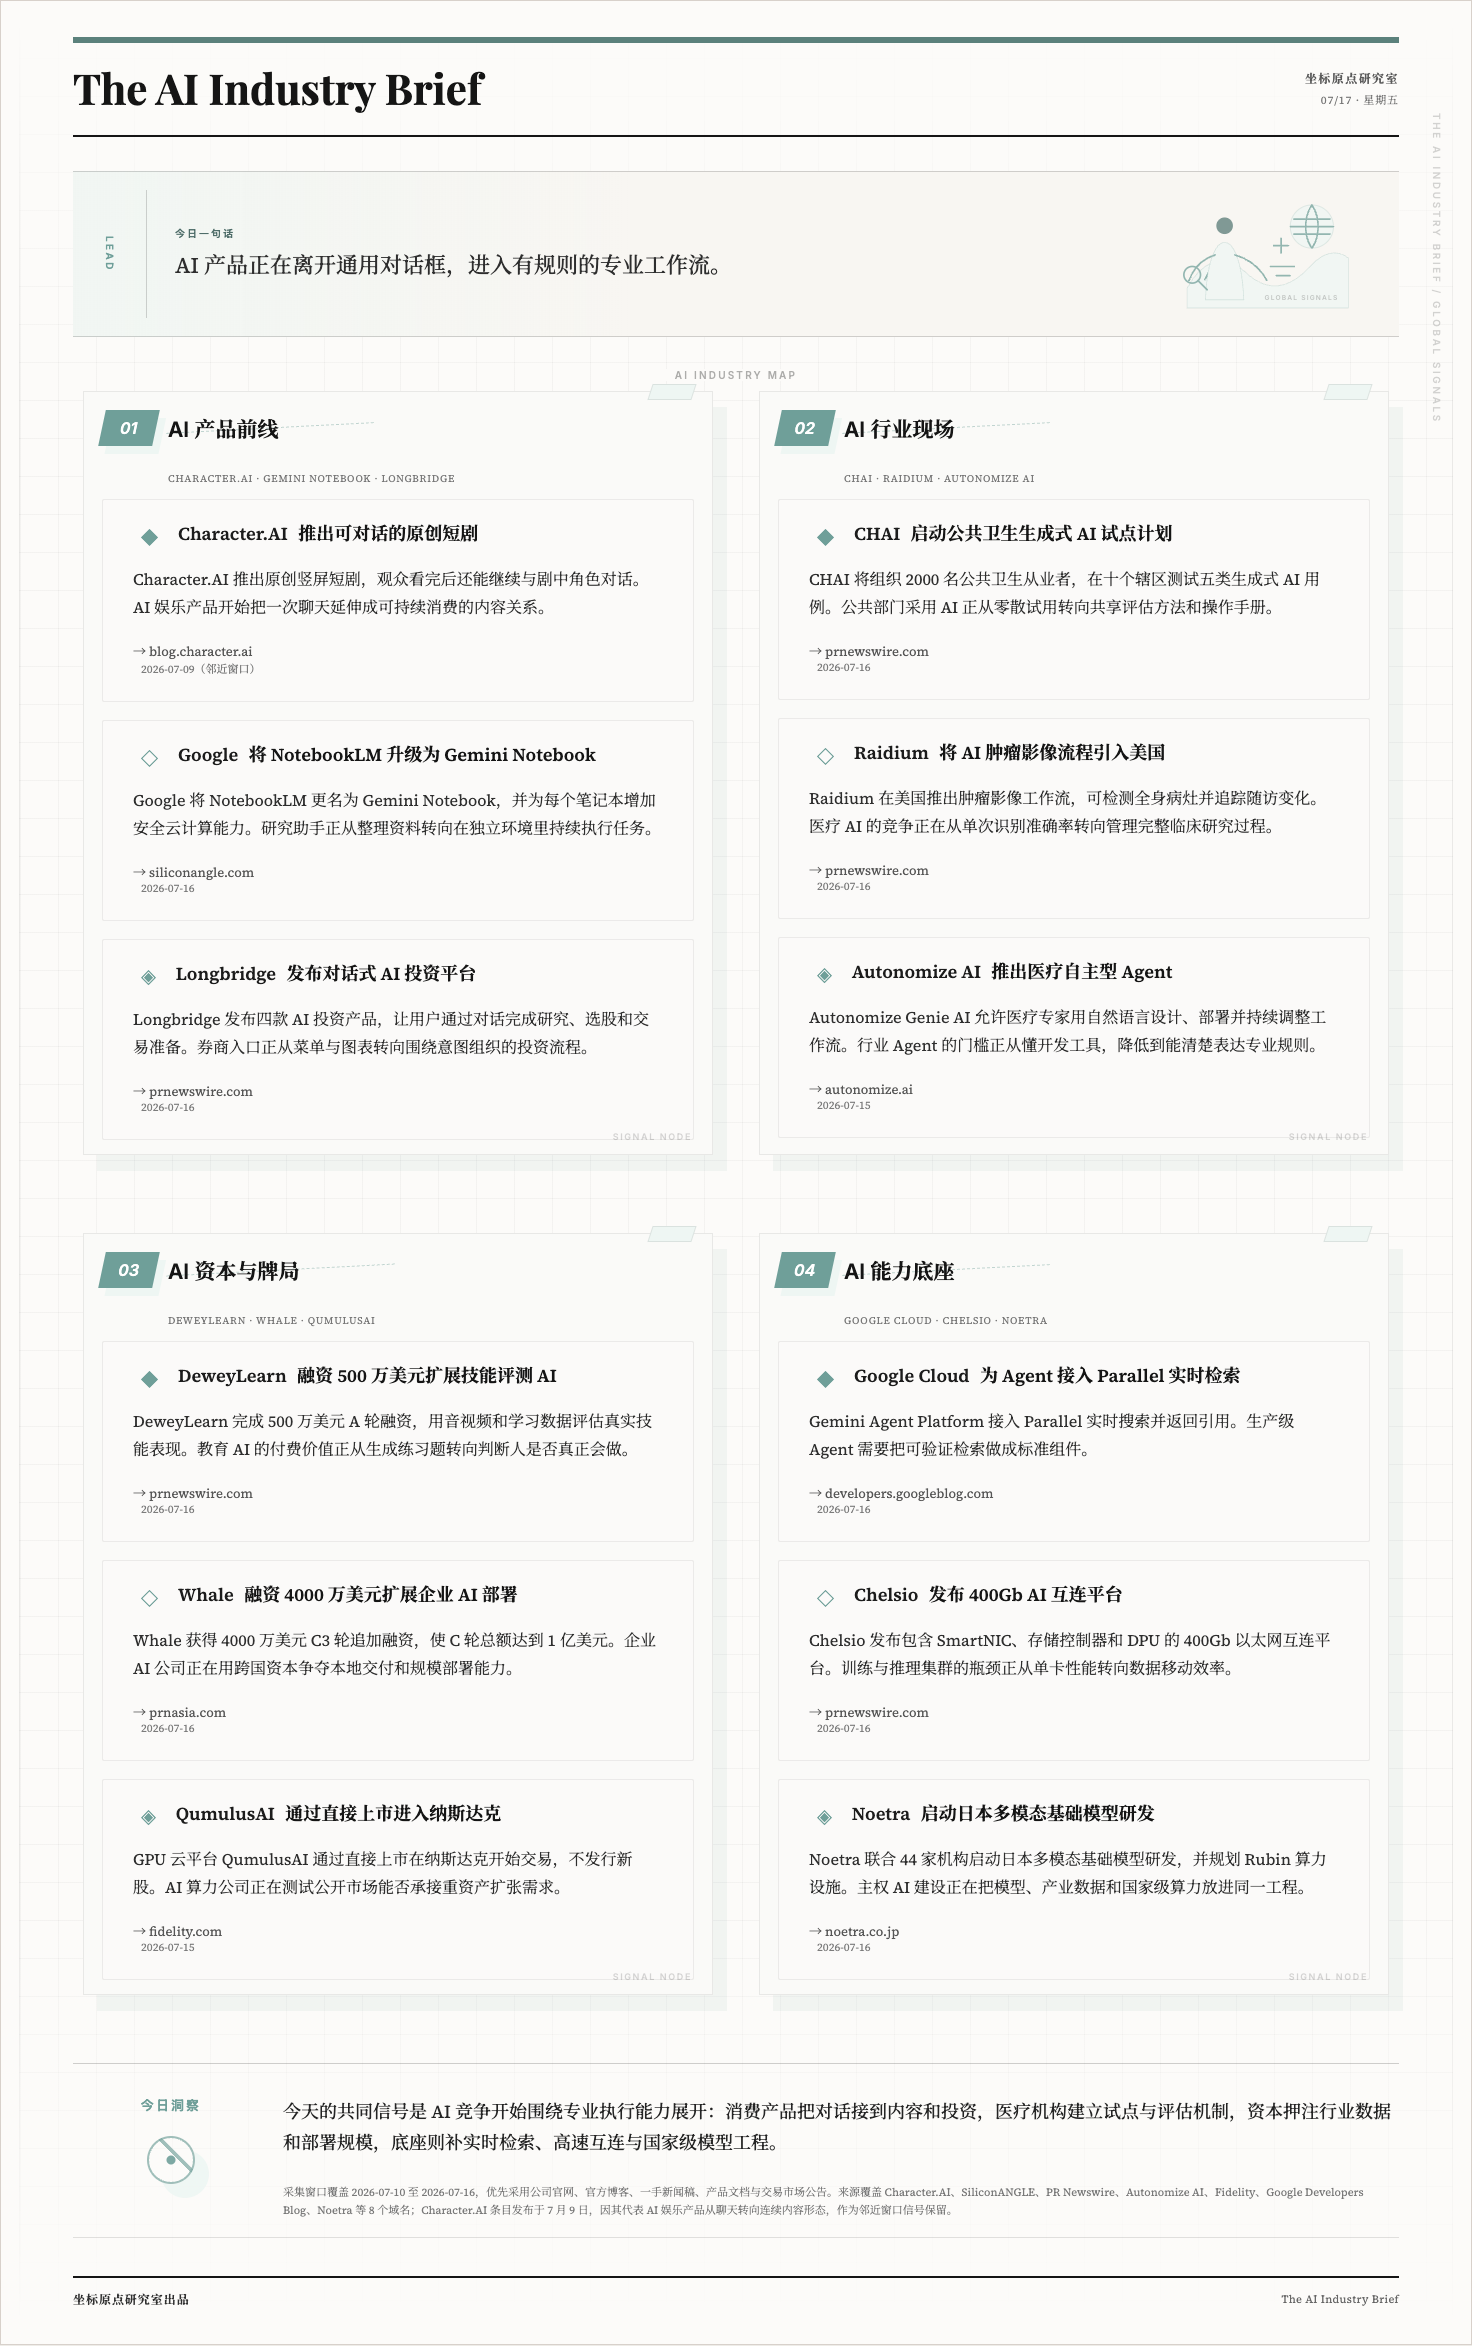 The AI Industry Brief
坐标原点研究室
07/17 · 星期五
THE AI INDUSTRY BRIEF / GLOBAL SIGNALS
LEAD
今日一句话
AI 产品正在离开通用对话框，进入有规则的专业工作流。
GLOBAL SIGNALS
AI INDUSTRY MAP
01 AI 产品前线
CHARACTER.AI · GEMINI NOTEBOOK · LONGBRIDGE
◆ Character.AI 推出可对话的原创短剧
Character.AI 推出原创竖屏短剧，观众看完后还能继续与剧中角色对话。
AI 娱乐产品开始把一次聊天延伸成可持续消费的内容关系。
→ blog.character.ai
2026-07-09（邻近窗口）
◇ Google 将 NotebookLM 升级为 Gemini Notebook
Google 将 NotebookLM 更名为 Gemini Notebook，并为每个笔记本增加
安全云计算能力。研究助手正从整理资料转向在独立环境里持续执行任务。
→ siliconangle.com
2026-07-16
◈ Longbridge 发布对话式 AI 投资平台
Longbridge 发布四款 AI 投资产品，让用户通过对话完成研究、选股和交
易准备。券商入口正从菜单与图表转向围绕意图组织的投资流程。
→ prnewswire.com
2026-07-16
SIGNAL NODE
02 AI 行业现场
CHAI · RAIDIUM · AUTONOMIZE AI
◆ CHAI 启动公共卫生生成式 AI 试点计划
CHAI 将组织 2000 名公共卫生从业者，在十个辖区测试五类生成式 AI 用
例。公共部门采用 AI 正从零散试用转向共享评估方法和操作手册。
→ prnewswire.com
2026-07-16
◇ Raidium 将 AI 肿瘤影像流程引入美国
Raidium 在美国推出肿瘤影像工作流，可检测全身病灶并追踪随访变化。
医疗 AI 的竞争正在从单次识别准确率转向管理完整临床研究过程。
→ prnewswire.com
2026-07-16
◈ Autonomize AI 推出医疗自主型 Agent
Autonomize Genie AI 允许医疗专家用自然语言设计、部署并持续调整工
作流。行业 Agent 的门槛正从懂开发工具，降低到能清楚表达专业规则。
→ autonomize.ai
2026-07-15
SIGNAL NODE
03 AI 资本与牌局
DEWEYLEARN · WHALE · QUMULUSAI
◆ DeweyLearn 融资 500 万美元扩展技能评测 AI
DeweyLearn 完成 500 万美元 A 轮融资，用音视频和学习数据评估真实技
能表现。教育 AI 的付费价值正从生成练习题转向判断人是否真正会做。
→ prnewswire.com
2026-07-16
◇ Whale 融资 4000 万美元扩展企业 AI 部署
Whale 获得 4000 万美元 C3 轮追加融资，使 C 轮总额达到 1 亿美元。企业
AI 公司正在用跨国资本争夺本地交付和规模部署能力。
→ prnasia.com
2026-07-16
◈ QumulusAI 通过直接上市进入纳斯达克
GPU 云平台 QumulusAI 通过直接上市在纳斯达克开始交易，不发行新
股。AI 算力公司正在测试公开市场能否承接重资产扩张需求。
→ fidelity.com
2026-07-15
SIGNAL NODE
04 AI 能力底座
GOOGLE CLOUD · CHELSIO · NOETRA
◆ Google Cloud 为 Agent 接入 Parallel 实时检索
Gemini Agent Platform 接入 Parallel 实时搜索并返回引用。生产级
Agent 需要把可验证检索做成标准组件。
→ developers.googleblog.com
2026-07-16
◇ Chelsio 发布 400Gb AI 互连平台
Chelsio 发布包含 SmartNIC、存储控制器和 DPU 的 400Gb 以太网互连平
台。训练与推理集群的瓶颈正从单卡性能转向数据移动效率。
→ prnewswire.com
2026-07-16
◈ Noetra 启动日本多模态基础模型研发
Noetra 联合 44 家机构启动日本多模态基础模型研发，并规划 Rubin 算力
设施。主权 AI 建设正在把模型、产业数据和国家级算力放进同一工程。
→ noetra.co.jp
2026-07-16
SIGNAL NODE
今日洞察
今天的共同信号是 AI 竞争开始围绕专业执行能力展开：消费产品把对话接到内容和投资，医疗机构建立试点与评估机制，资本押注行业数据
和部署规模，底座则补实时检索、高速互连与国家级模型工程。
采集窗口覆盖 2026-07-10 至 2026-07-16，优先采用公司官网、官方博客、一手新闻稿、产品文档与交易市场公告。来源覆盖 Character.AI、SiliconANGLE、PR Newswire、Autonomize AI、Fidelity、Google Developers
Blog、Noetra 等 8 个域名；Character.AI 条目发布于 7 月 9 日，因其代表 AI 娱乐产品从聊天转向连续内容形态，作为邻近窗口信号保留。
坐标原点研究室出品
The AI Industry Brief